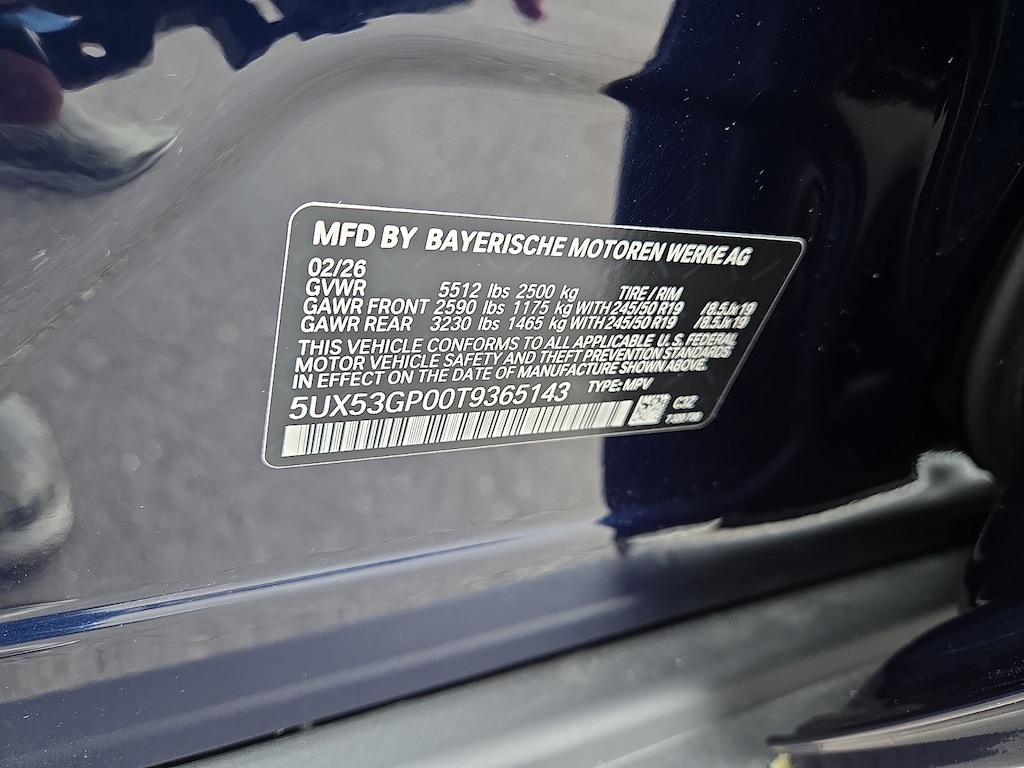 MFD BY BAYERISCHE MOTOREN WERKE AG
02/26
GVWR 5512 lbs 2500 kg TIRE / RIM
GAWR FRONT 2590 lbs 1175 kg WITH 245/50 R19 /8.5Jx19
GAWR REAR 3230 lbs 1465 kg WITH 245/50 R19 /8.5Jx19
THIS VEHICLE CONFORMS TO ALL APPLICABLE U.S. FEDERAL
MOTOR VEHICLE SAFETY AND THEFT PREVENTION STANDARDS
IN EFFECT ON THE DATE OF MANUFACTURE SHOWN ABOVE.
5UX53GP00T9365143 TYPE: MPV
C3Z